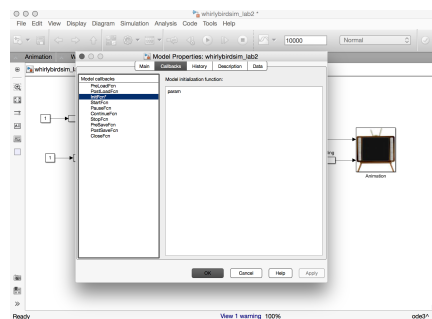 whirlybirdsim_lab2 *
File Edit View Display Diagram Simulation Analysis Code Tools Help
10000 Normal
Animation
Model Properties: whirlybirdsim_lab2
whirlybirdsim_l
Main Callbacks History Description Data
Model callbacks
Model initialization function:
PreLoadFcn
PostLoadFcn
InitFcn*
StartFcn
PauseFcn
ContinueFcn
StopFcn
PreSaveFcn
PostSaveFcn
CloseFcn
param
1
1
ing
Animation
OK Cancel Help Apply
Ready View 1 warning 100% ode3^